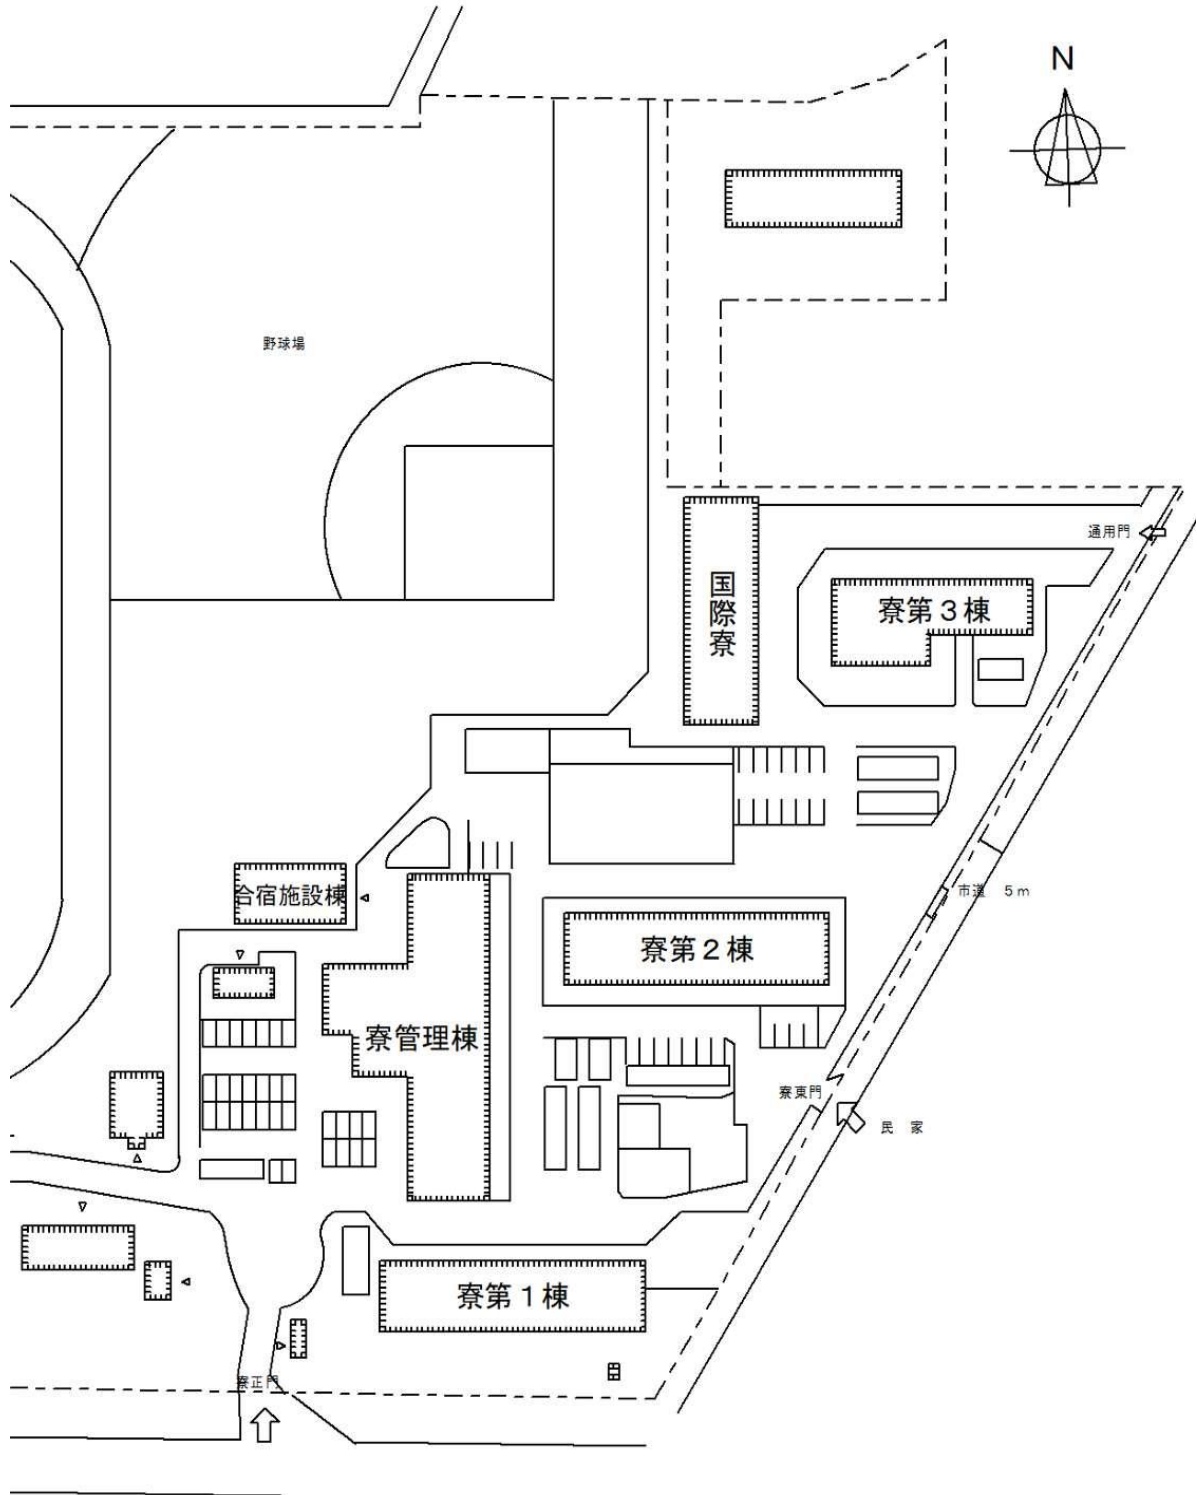 N
野球場
通用門
国際寮
寮第３棟
合宿施設棟
市道　５ｍ
寮第２棟
寮管理棟
寮東門
民　家
寮第１棟
寮正門